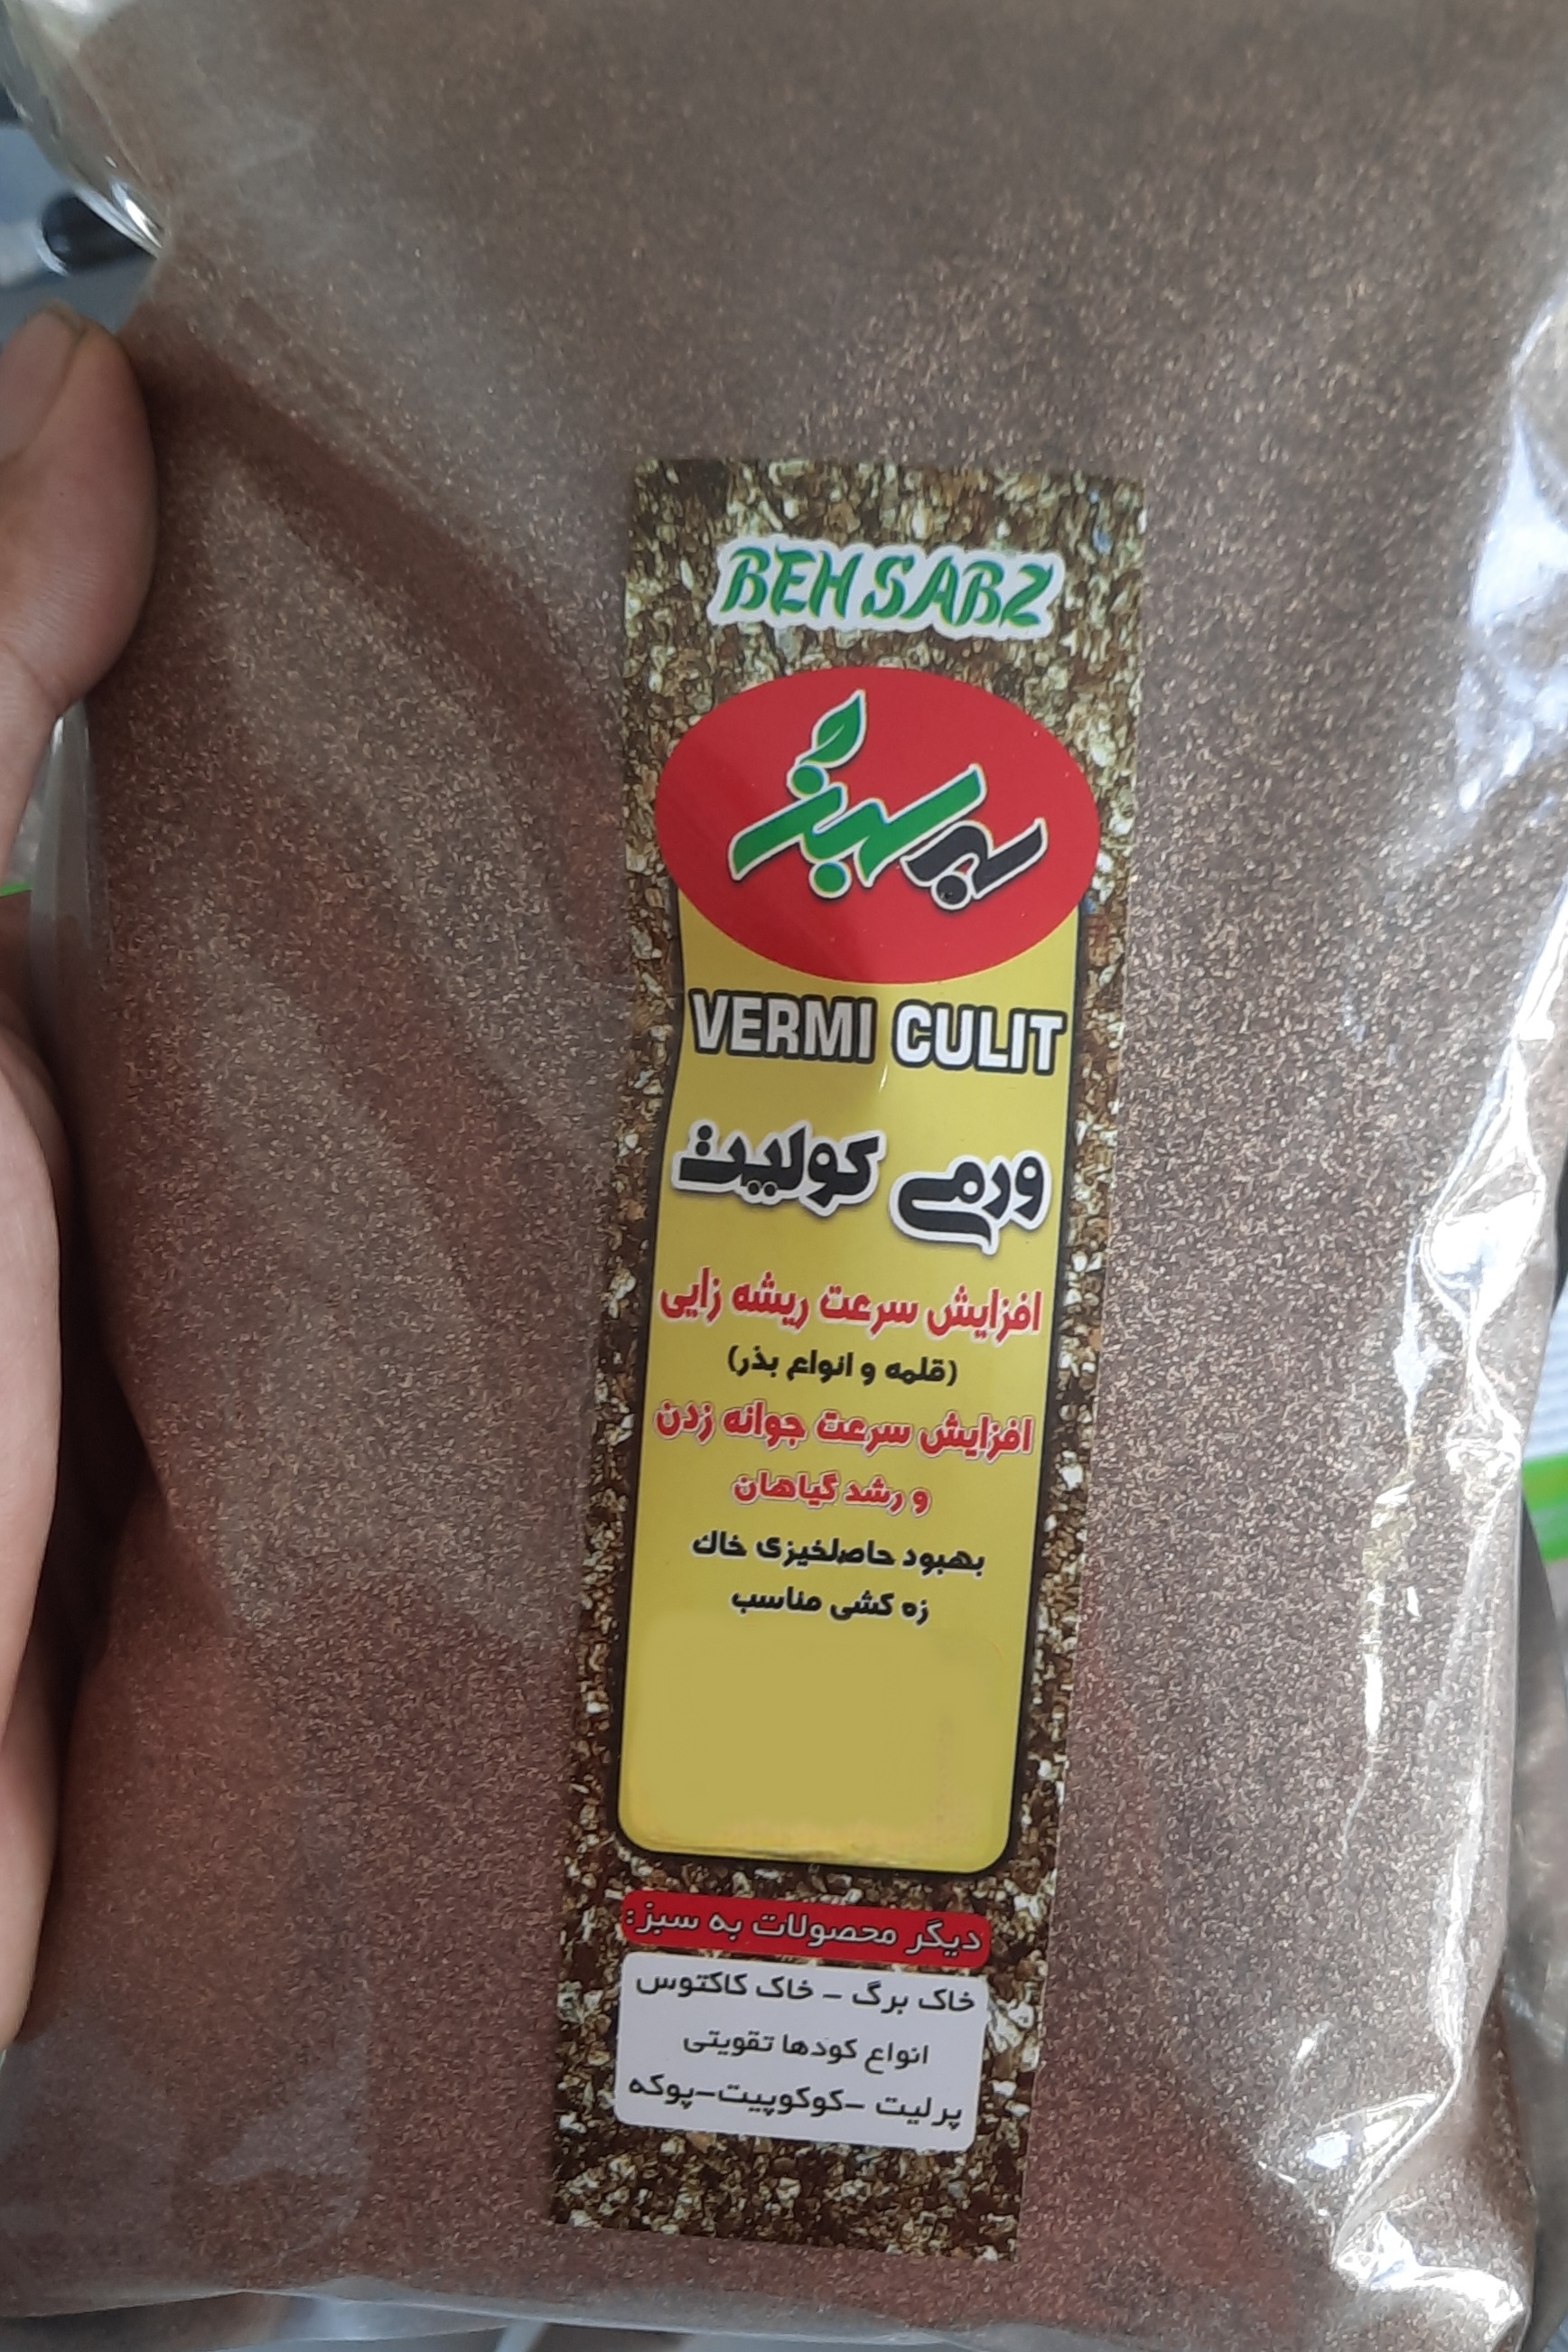 BEH SABZ
به سبز
VERMI CULIT
ورمی کولیت
افزایش سرعت ریشه زایی
(قلمه و انواع بذر)
افزایش سرعت جوانه زدن
و رشد گیاهان
بهبود حاصلخیزی خاک
زه کشی مناسب
دیگر محصولات به سبز:
خاک برگ - خاک کاکتوس
انواع کودها تقویتی
پرلیت -کوکوپیت-پوکه